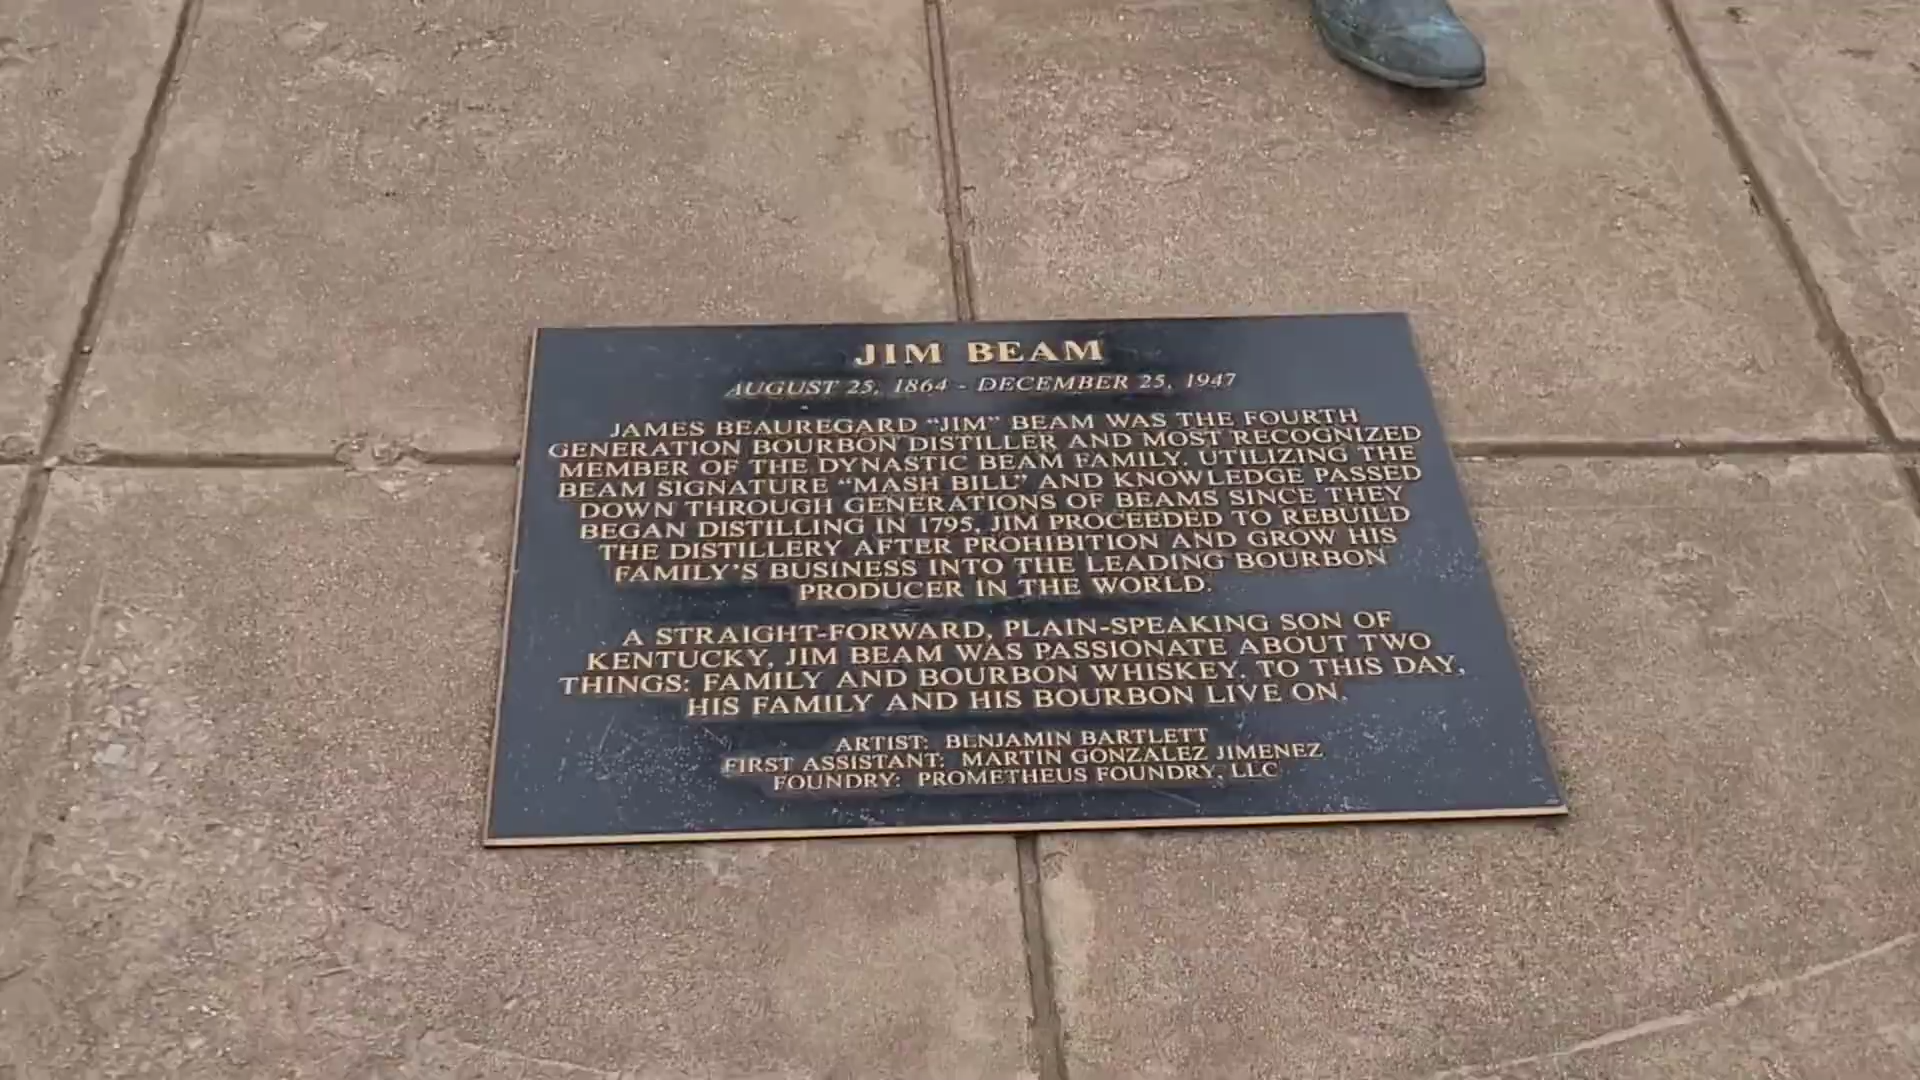 JIM BEAM
AUGUST 25, 1864 - DECEMBER 25, 1947
JAMES BEAUREGARD "JIM" BEAM WAS THE FOURTH
GENERATION BOURBON DISTILLER AND MOST RECOGNIZED
MEMBER OF THE DYNASTIC BEAM FAMILY. UTILIZING THE
BEAM SIGNATURE "MASH BILL" AND KNOWLEDGE PASSED
DOWN THROUGH GENERATIONS OF BEAMS SINCE THEY
BEGAN DISTILLING IN 1795, JIM PROCEEDED TO REBUILD
THE DISTILLERY AFTER PROHIBITION AND GROW HIS
FAMILY'S BUSINESS INTO THE LEADING BOURBON
PRODUCER IN THE WORLD.
A STRAIGHT-FORWARD, PLAIN-SPEAKING SON OF
KENTUCKY, JIM BEAM WAS PASSIONATE ABOUT TWO
THINGS: FAMILY AND BOURBON WHISKEY. TO THIS DAY,
HIS FAMILY AND HIS BOURBON LIVE ON.
ARTIST: BENJAMIN BARTLETT
FIRST ASSISTANT: MARTIN GONZALEZ JIMENEZ
FOUNDRY: PROMETHEUS FOUNDRY, LLC